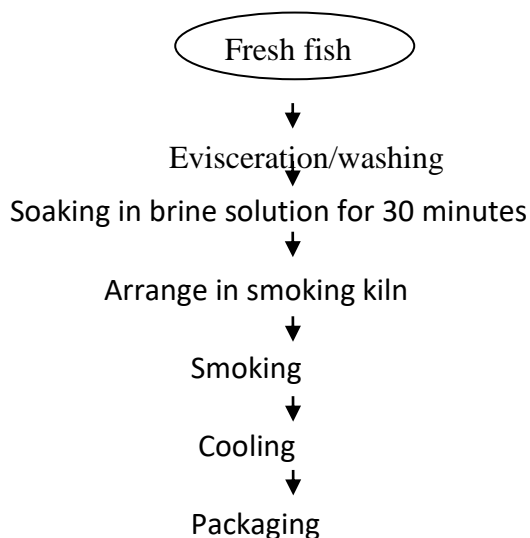 Fresh fish
Evisceration/washing
Soaking in brine solution for 30 minutes
Arrange in smoking kiln
Smoking
Cooling
Packaging